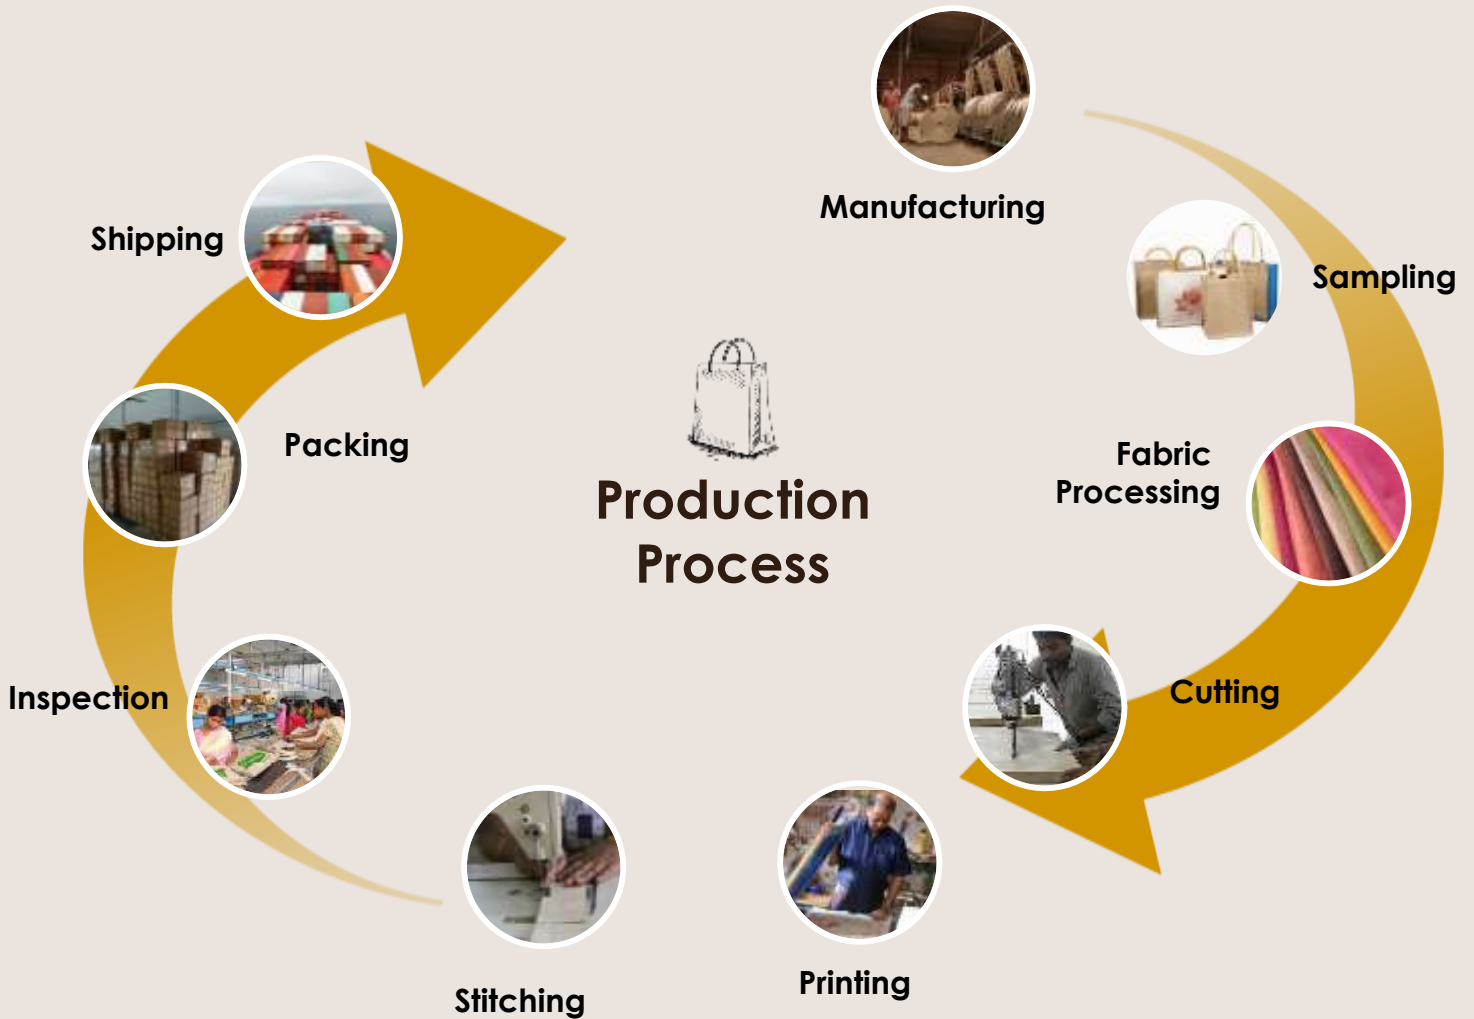 Manufacturing
Sampling
Fabric
Processing
Cutting
Printing
Stitching
Inspection
Packing
Shipping
Production
Process